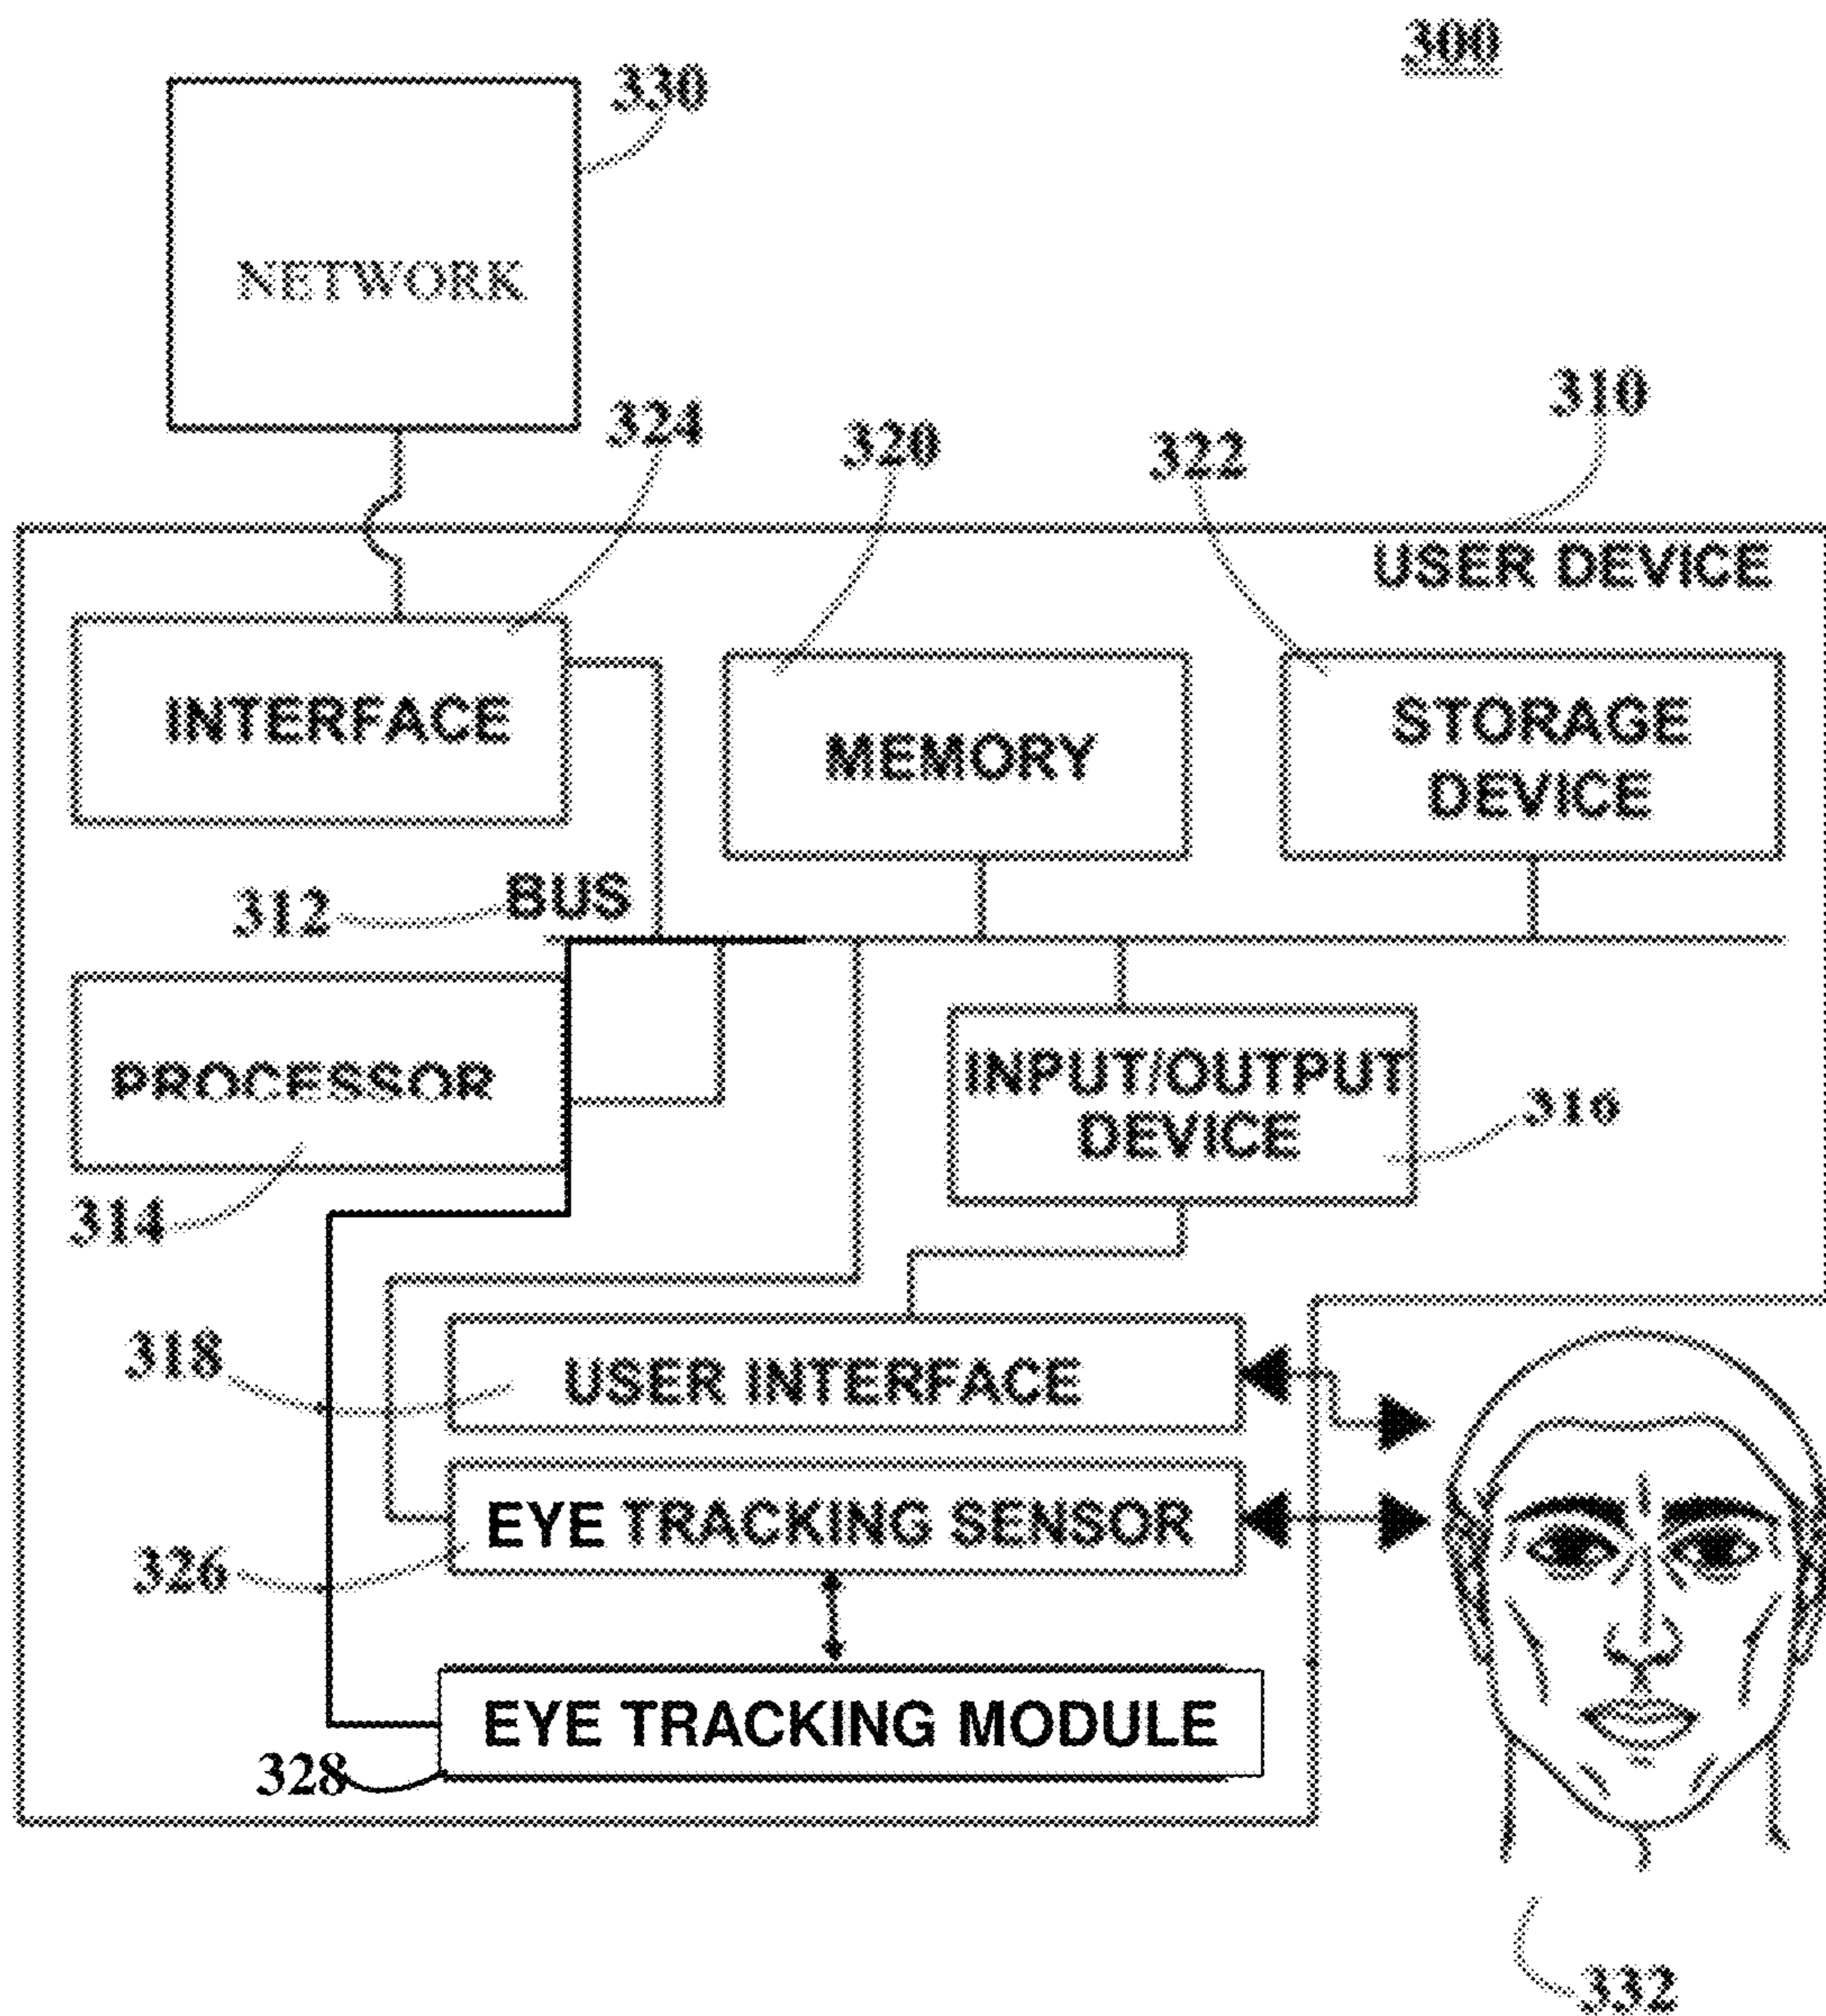 300
330
NETWORK
324
320
322
310
USER DEVICE
INTERFACE
MEMORY
STORAGE
DEVICE
312
BUS
PROCESSOR
INPUT/OUTPUT
DEVICE
316
314
318
USER INTERFACE
EYE TRACKING SENSOR
326
EYE TRACKING MODULE
328
332